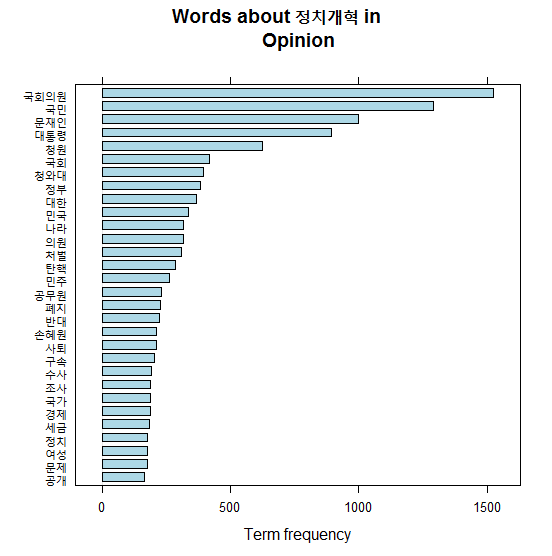 Words about 정치개혁 in
Opinion
국회의원
국민
문재인
대통령
청원
국회
청와대
정부
대한
민국
나라
의원
처벌
탄핵
민주
공무원
폐지
반대
손혜원
사퇴
구속
수사
조사
국가
경제
세금
정치
여성
문제
공개
0 500 1000 1500
Term frequency